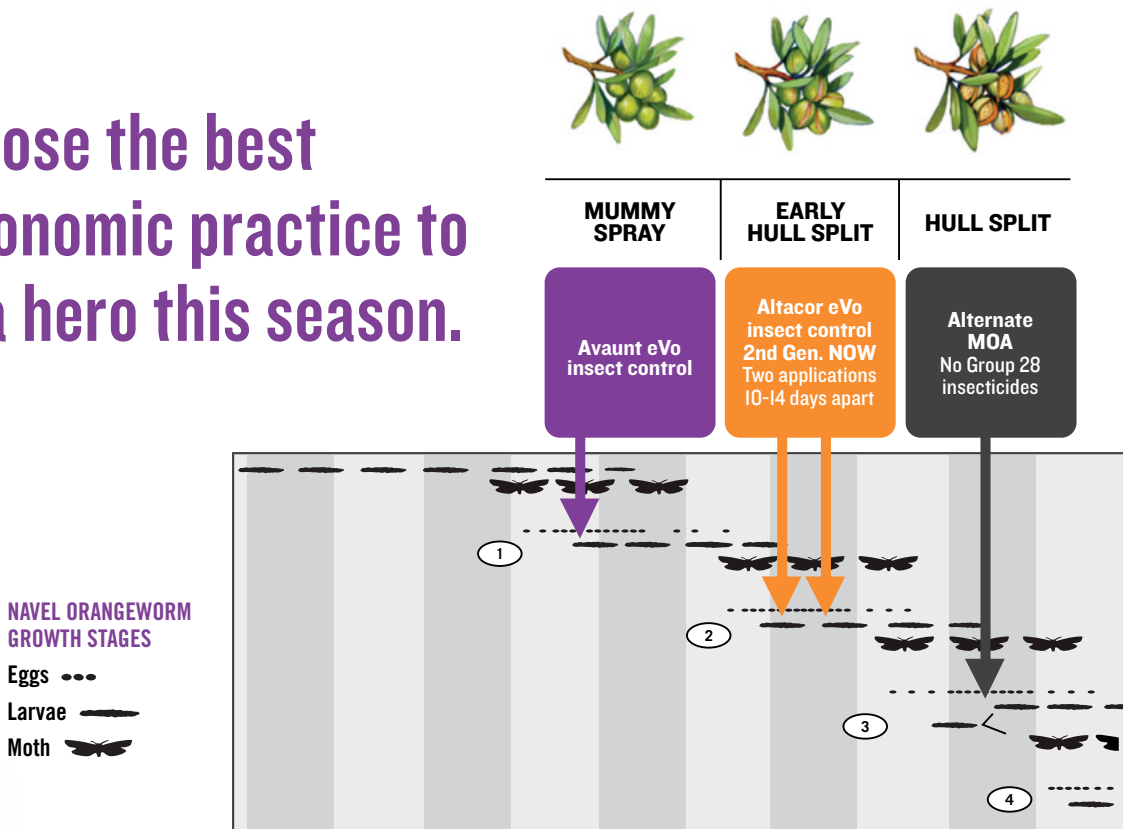 ose the best
onomic practice to
a hero this season.
MUMMY
SPRAY
EARLY
HULL SPLIT
HULL SPLIT
Avaunt eVo
insect control
Altacor eVo
insect control
2nd Gen. NOW
Two applications
10-14 days apart
Alternate
MOA
No Group 28
insecticides
1
2
3
4
NAVEL ORANGEWORM
GROWTH STAGES
Eggs
Larvae
Moth